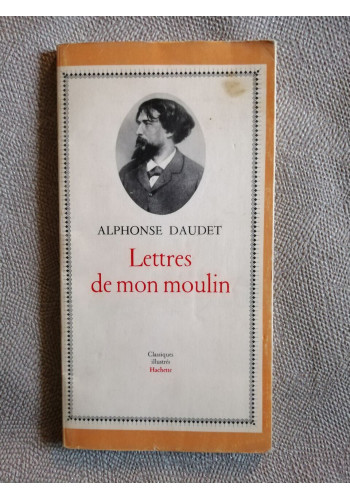 ALPHONSE DAUDET
Lettres
de mon moulin
Classiques
illustrés
Hachette